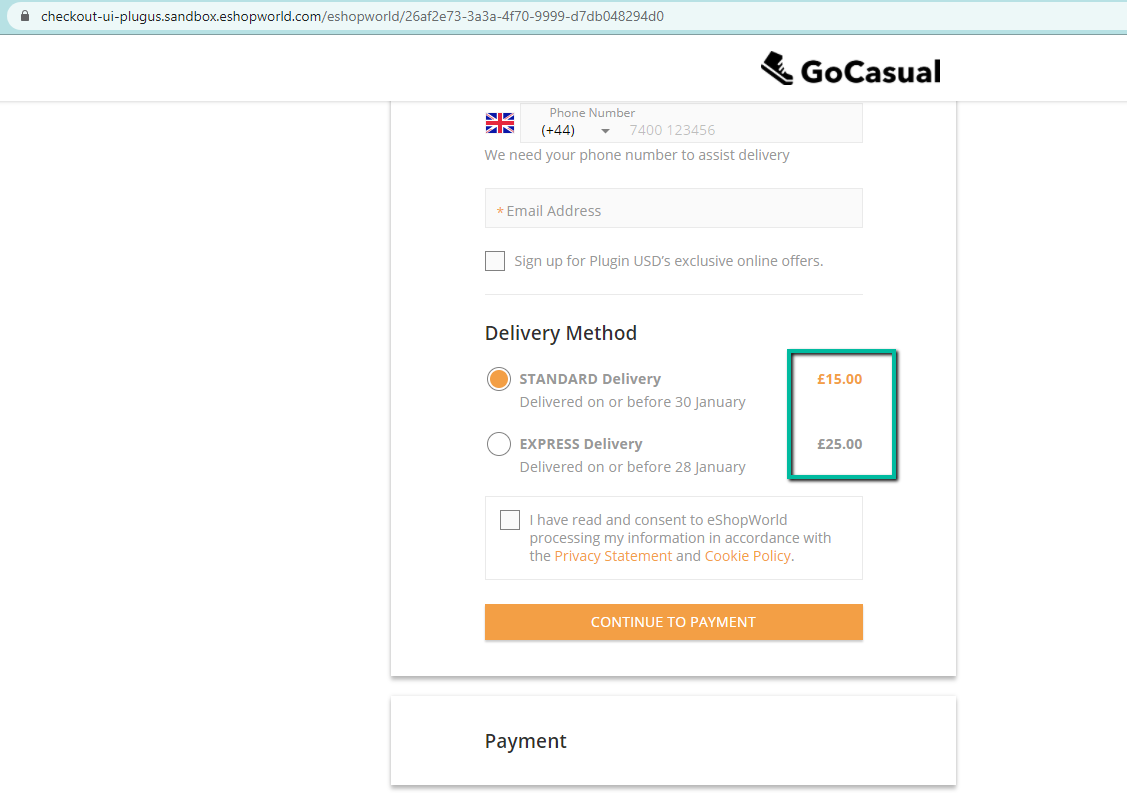 checkout-ui-plugus.sandbox.eshopworld.com/eshopworld/26af2e73-3a3a-4f70-9999-d7db048294d0
GoCasual
Phone Number
(+44) 7400 123456
We need your phone number to assist delivery
* Email Address
Sign up for Plugin USD’s exclusive online offers.
Delivery Method
STANDARD Delivery £15.00
Delivered on or before 30 January
EXPRESS Delivery £25.00
Delivered on or before 28 January
I have read and consent to eShopWorld
processing my information in accordance with
the Privacy Statement and Cookie Policy.
CONTINUE TO PAYMENT
Payment